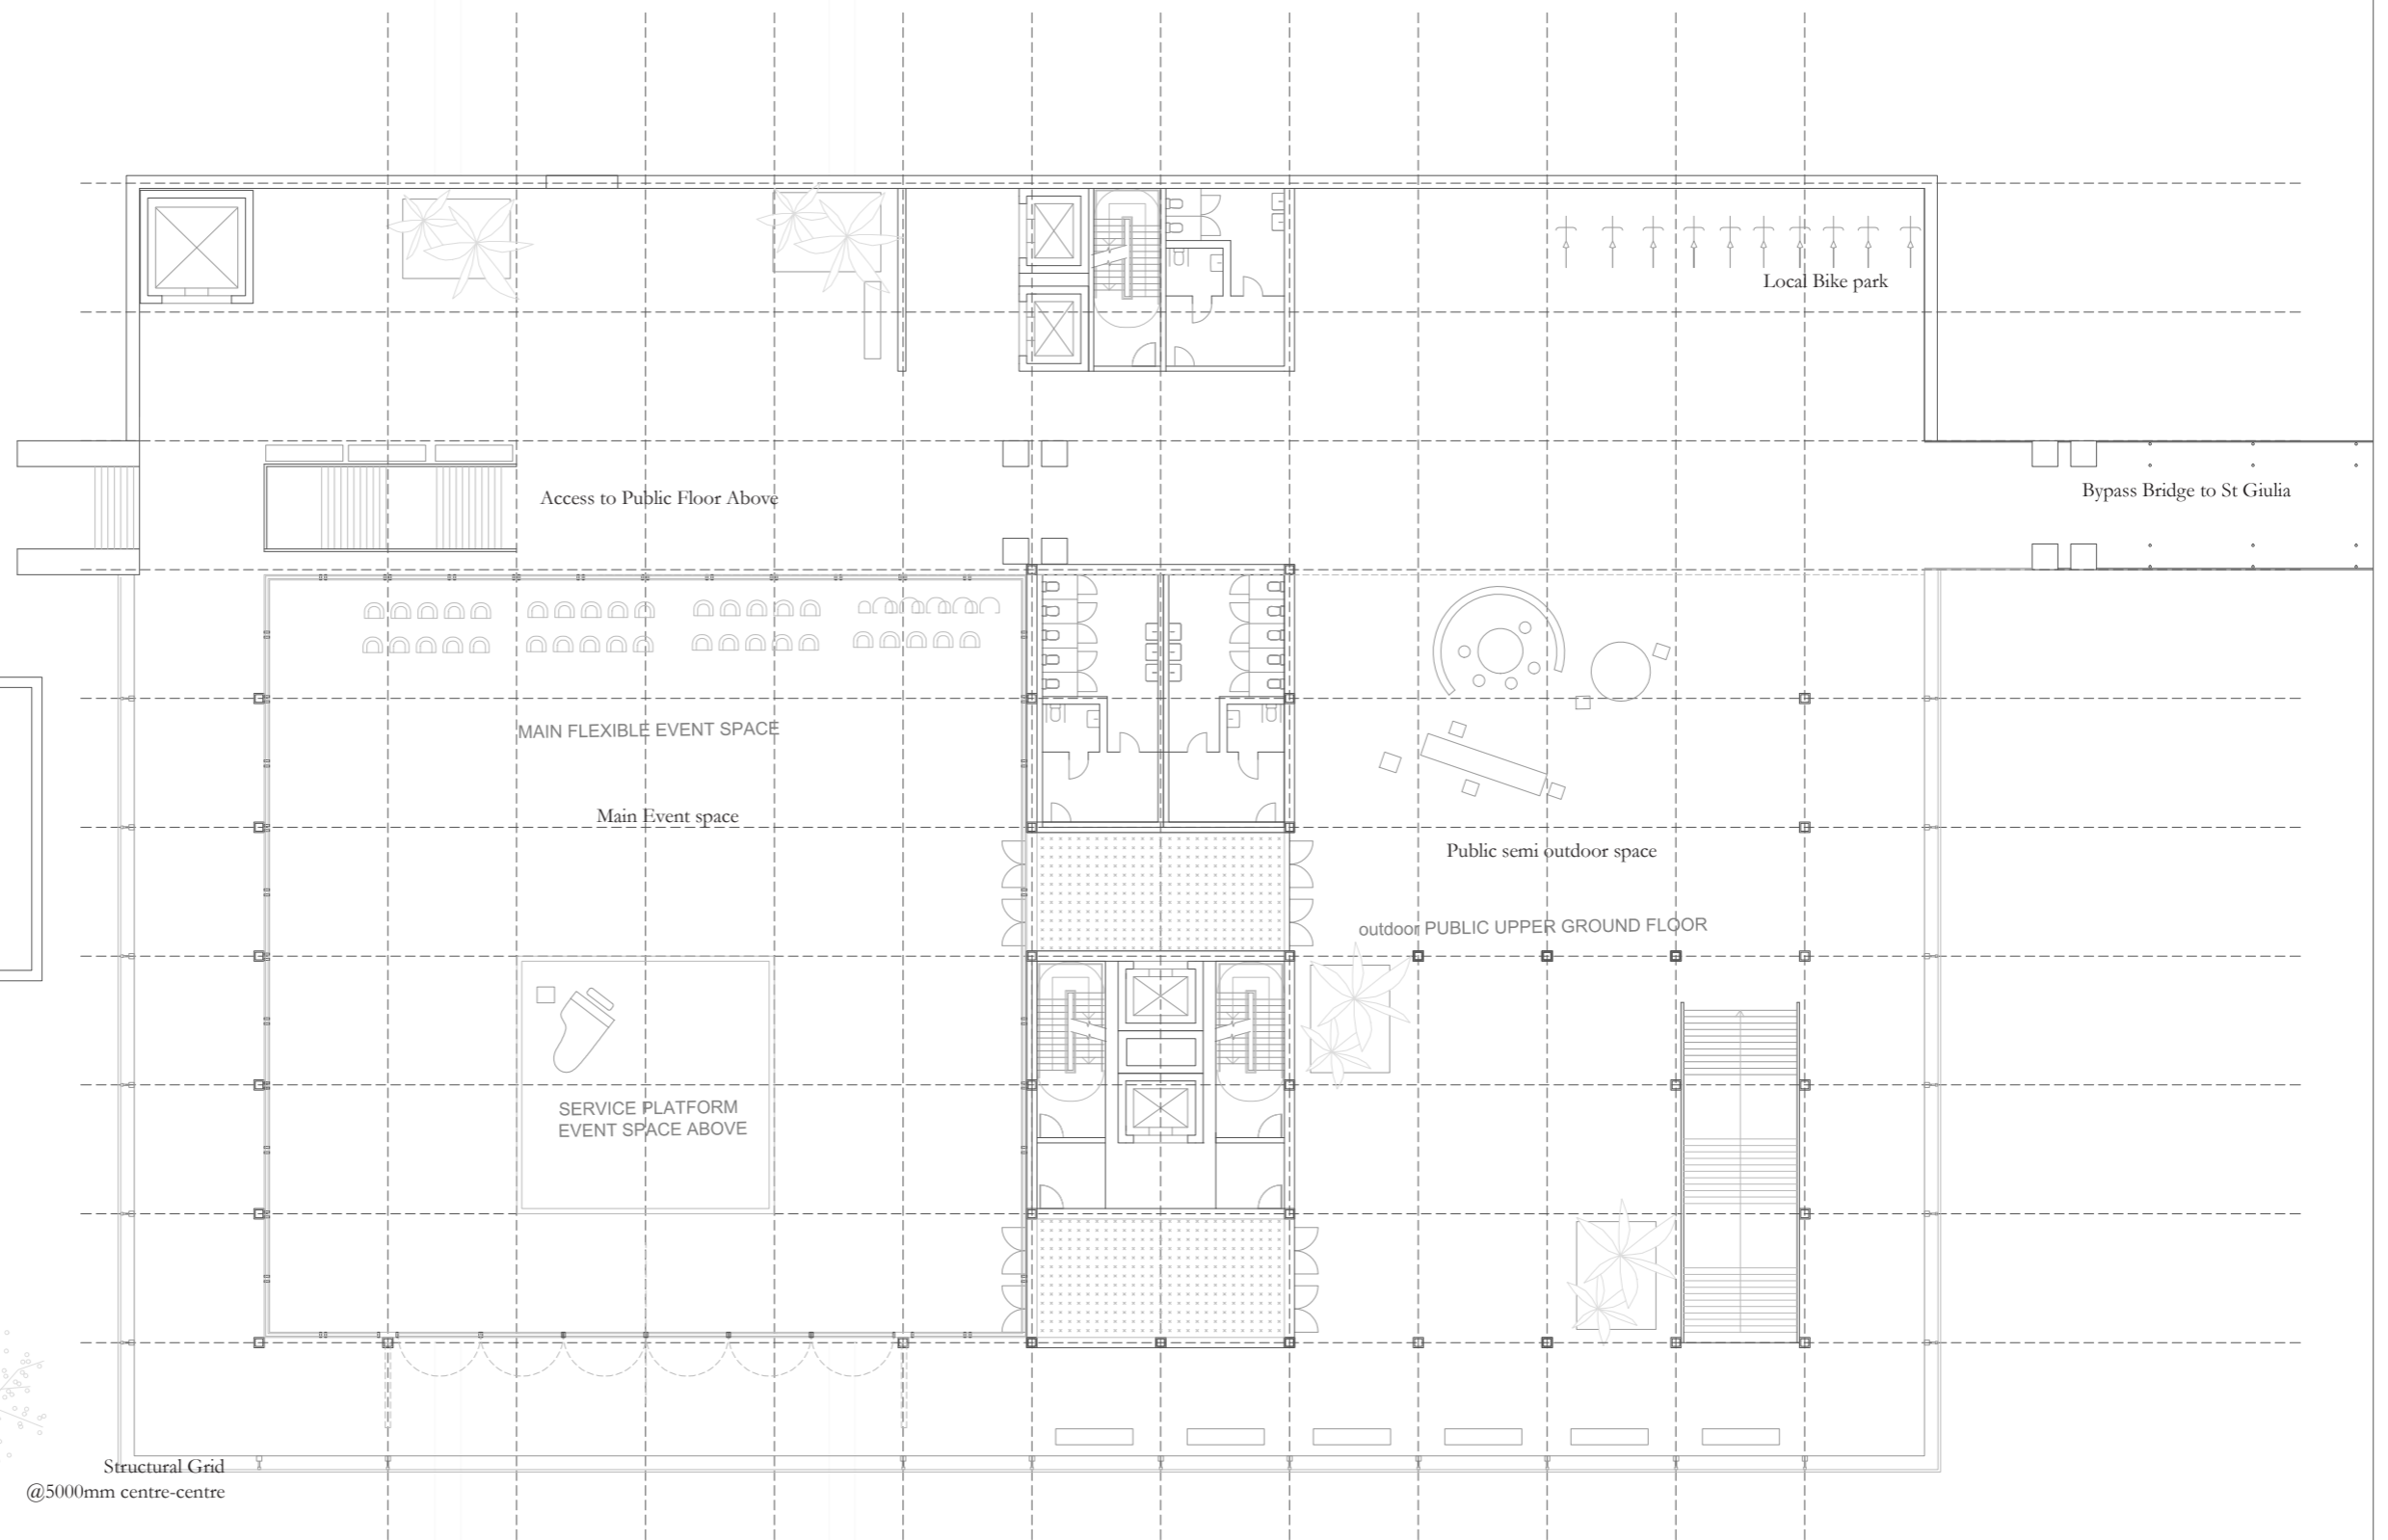 Local Bike park
Access to Public Floor Above
Bypass Bridge to St Giulia
MAIN FLEXIBLE EVENT SPACE
Main Event space
Public semi outdoor space
outdoor PUBLIC UPPER GROUND FLOOR
SERVICE PLATFORM
EVENT SPACE ABOVE
Structural Grid
@5000mm centre-centre